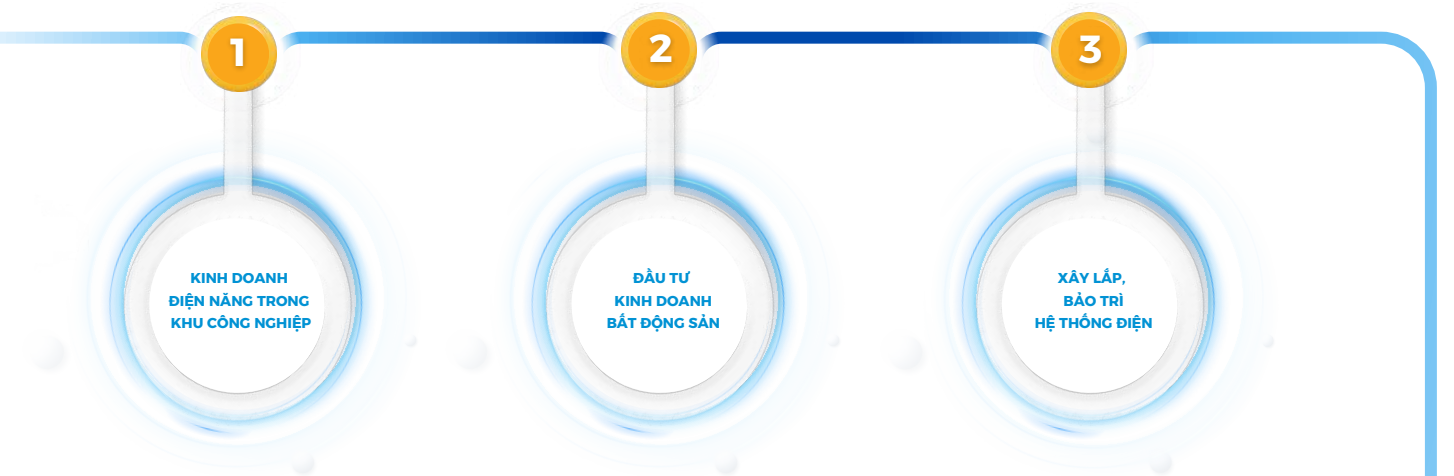 1
KINH DOANH
ĐIỆN NĂNG TRONG
KHU CÔNG NGHIỆP
2
ĐẦU TƯ
KINH DOANH
BẤT ĐỘNG SẢN
3
XÂY LẮP,
BẢO TRÌ
HỆ THỐNG ĐIỆN